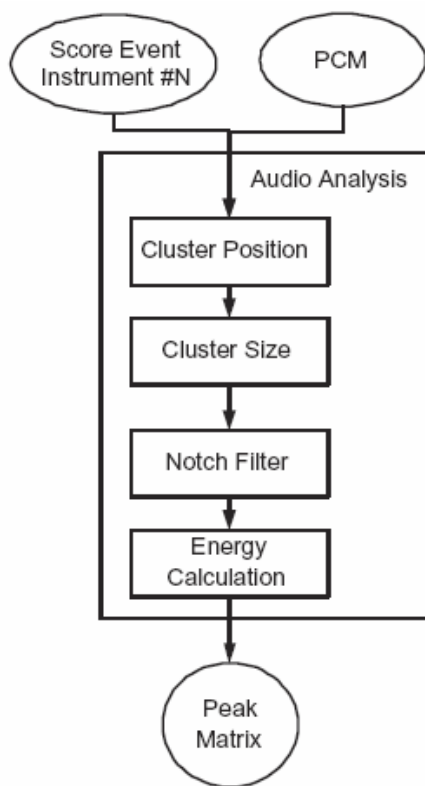 Score Event
Instrument #N
PCM
Audio Analysis
Cluster Position
Cluster Size
Notch Filter
Energy
Calculation
Peak
Matrix